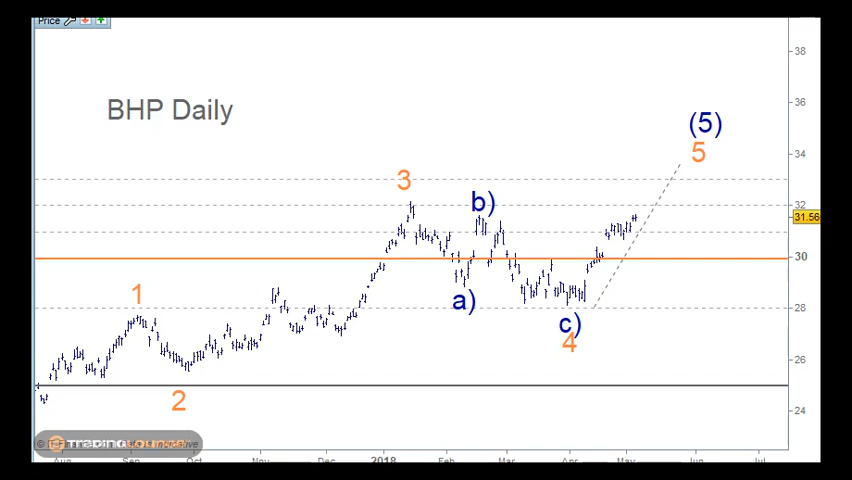 Price
38
BHP Daily
36
(5)
5
34
3
b)
32
31.56
30
1
a)
28
c)
4
26
2
24
Aug Sep Oct Nov Dec 2018 Feb Mar Apr May Jun Jul